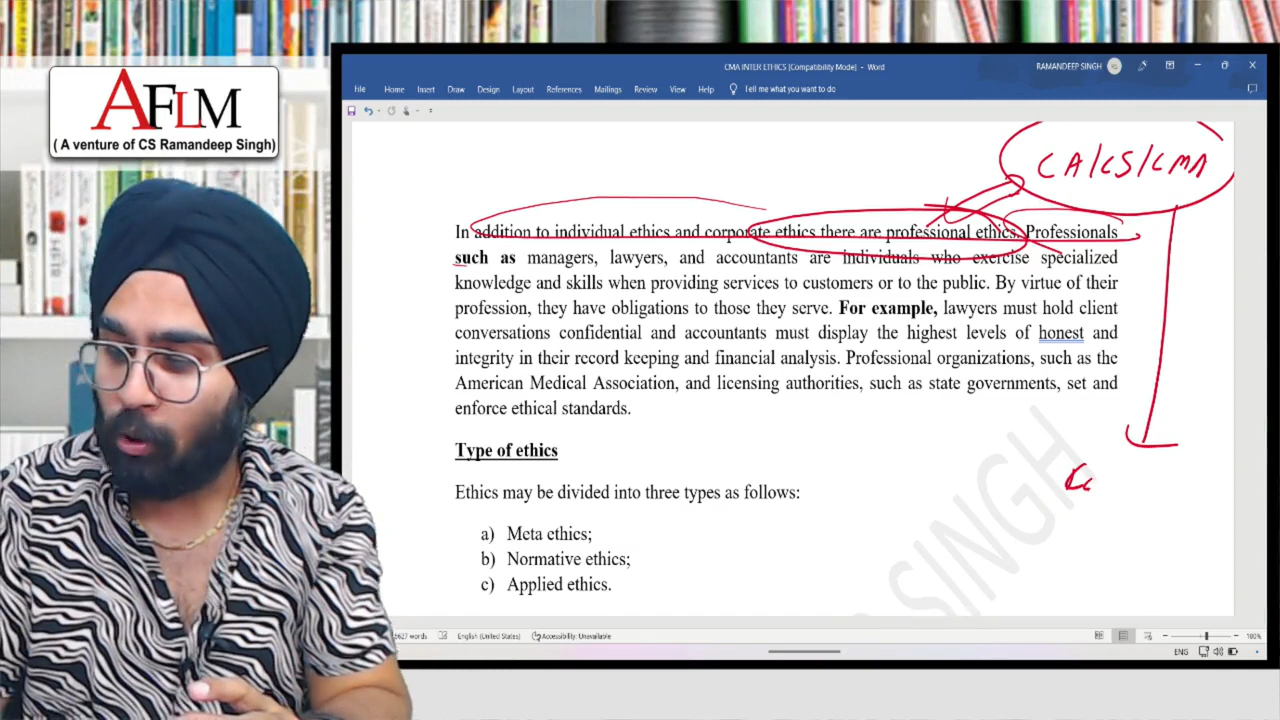 AFLM
( A venture of CS Ramandeep Singh)
CMA INTER ETHICS [Compatibility Mode] - Word
RAMANDEEP SINGH
File Home Insert Draw Design Layout References Mailings Review View Help Tell me what you want to do
CA/CS/CMA
In addition to individual ethics and corporate ethics there are professional ethics. Professionals
such as managers, lawyers, and accountants are individuals who exercise specialized
knowledge and skills when providing services to customers or to the public. By virtue of their
profession, they have obligations to those they serve. For example, lawyers must hold client
conversations confidential and accountants must display the highest levels of honest and
integrity in their record keeping and financial analysis. Professional organizations, such as the
American Medical Association, and licensing authorities, such as state governments, set and
enforce ethical standards.
Type of ethics
Ethics may be divided into three types as follows:
a) Meta ethics;
b) Normative ethics;
c) Applied ethics.
SINGH
5627 words English (United States) Accessibility: Unavailable 100%
ENG